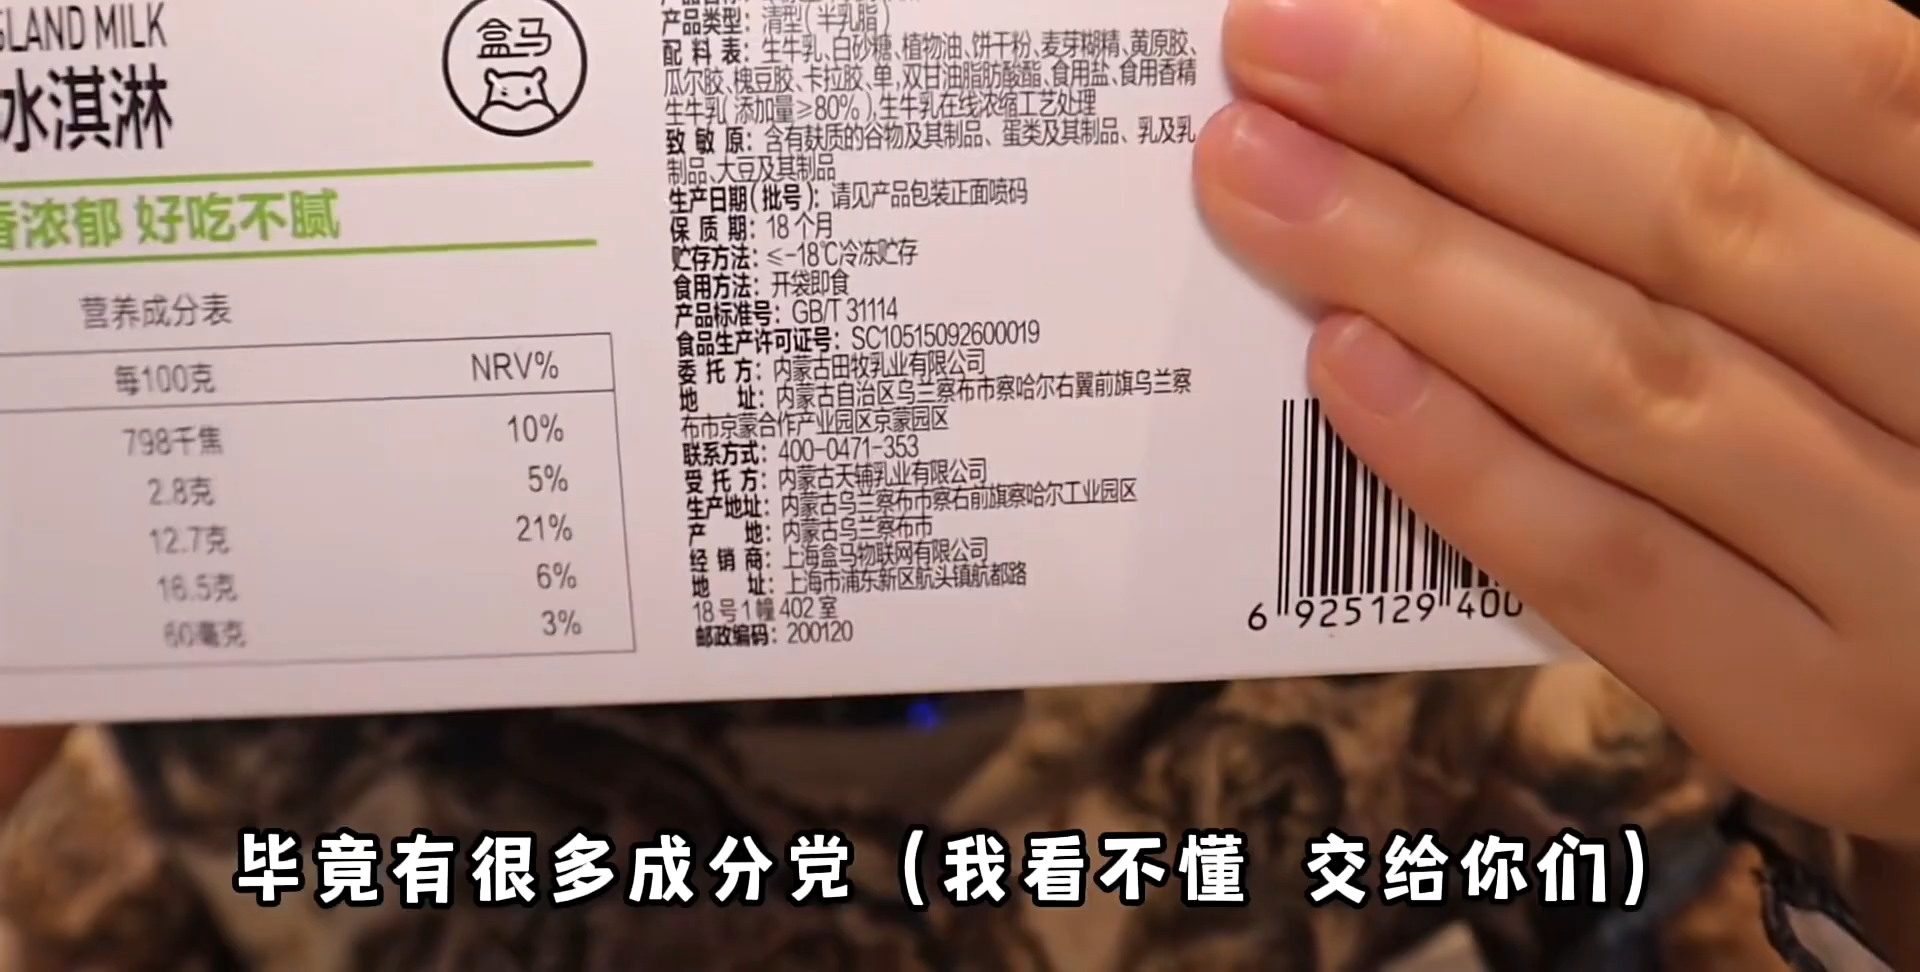 LAND MILK
冰淇淋
盒马
香浓郁 好吃不腻
营养成分表
每100克 NRV%
798千焦 10%
2.8克 5%
12.7克 21%
16.5克 6%
60毫克 3%
产品类型：清型（半乳脂）
配料表：生牛乳、白砂糖、植物油、饼干粉、麦芽糊精、黄原胶、
瓜尔胶、槐豆胶、卡拉胶、单，双甘油脂肪酸酯、食用盐、食用香精
生牛乳（添加量≥80%），生牛乳在线浓缩工艺处理
致敏原：含有麸质的谷物及其制品、蛋类及其制品、乳及乳
制品、大豆及其制品
生产日期（批号）：请见产品包装正面喷码
保质期：18个月
贮存方法：≤-18℃冷冻贮存
食用方法：开袋即食
产品标准号：GB/T 31114
食品生产许可证号：SC10515092600019
委托方：内蒙古田牧乳业有限公司
地址：内蒙古自治区乌兰察布市察哈尔右翼前旗乌兰察
布市京蒙合作产业园区京蒙园区
联系方式：400-0471-353
受托方：内蒙古天辅乳业有限公司
生产地址：内蒙古乌兰察布市察右前旗察哈尔工业园区
产地：内蒙古乌兰察布市
经销商：上海盒马物联网有限公司
地址：上海市浦东新区航头镇航都路
18号1幢402室
邮政编码：200120
6 925129 400
毕竟有很多成分党（我看不懂 交给你们）